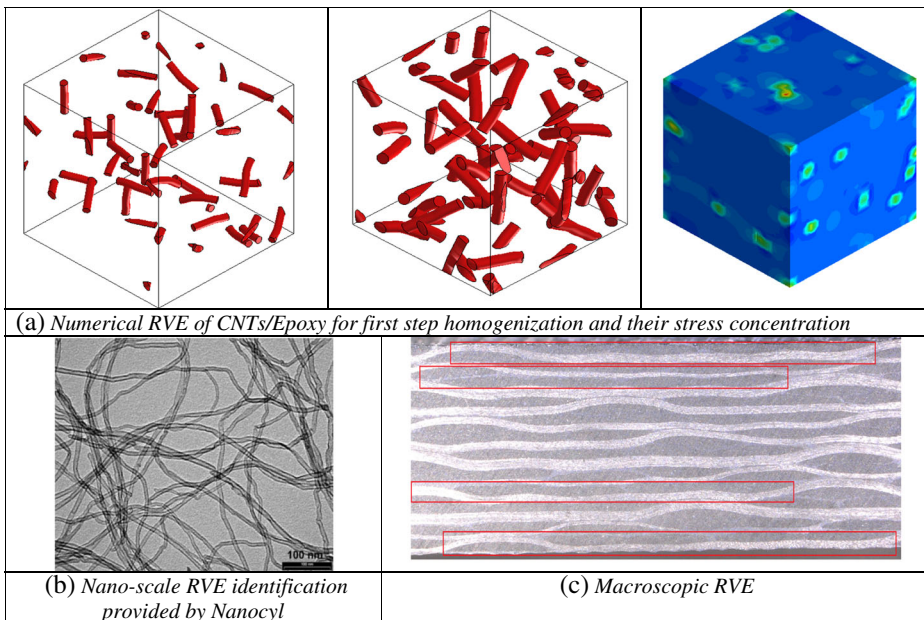 (a) Numerical RVE of CNTs/Epoxy for first step homogenization and their stress concentration
100 nm
(b) Nano-scale RVE identification
provided by Nanocyl
(c) Macroscopic RVE